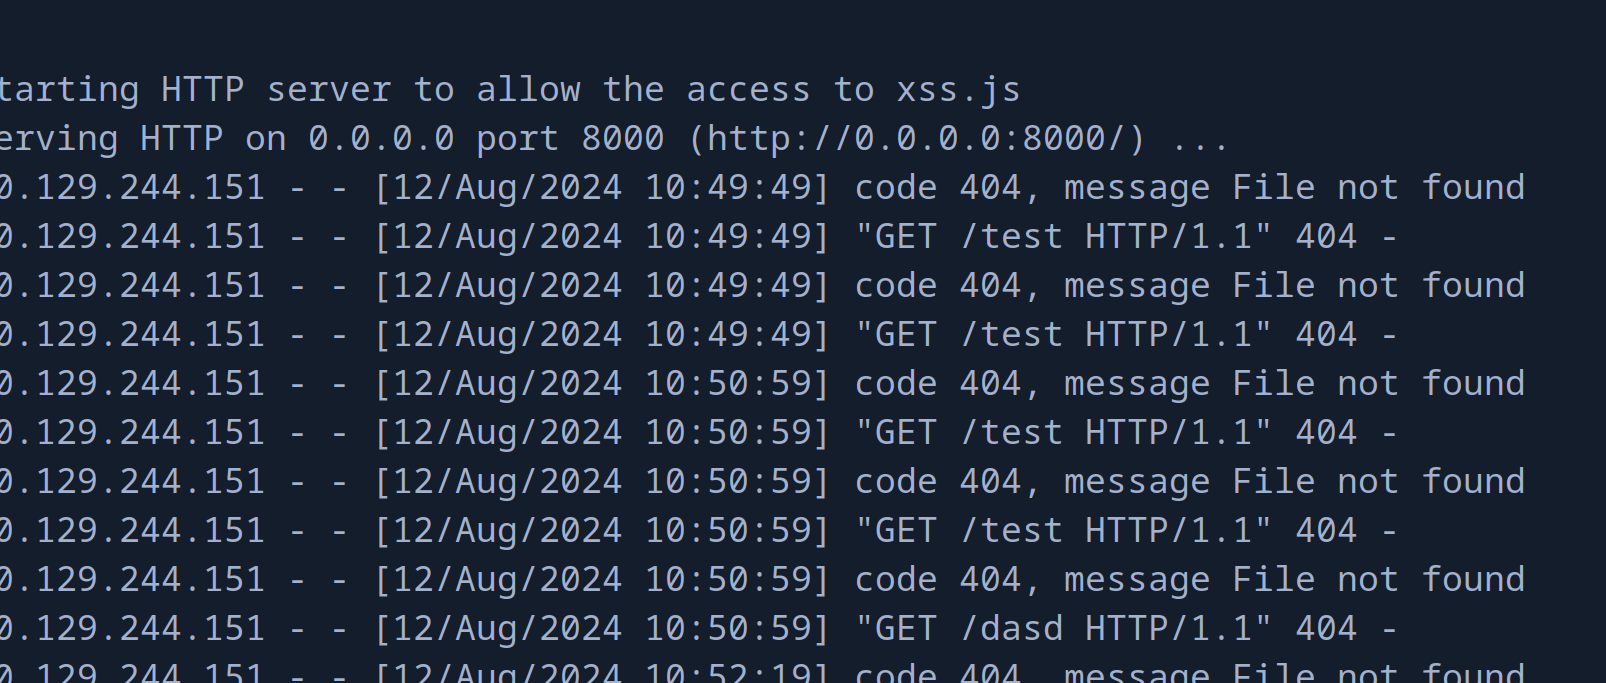 tarting HTTP server to allow the access to xss.js
erving HTTP on 0.0.0.0 port 8000 (http://0.0.0.0:8000/) ...
0.129.244.151 - - [12/Aug/2024 10:49:49] code 404, message File not found
0.129.244.151 - - [12/Aug/2024 10:49:49] "GET /test HTTP/1.1" 404 -
0.129.244.151 - - [12/Aug/2024 10:49:49] code 404, message File not found
0.129.244.151 - - [12/Aug/2024 10:49:49] "GET /test HTTP/1.1" 404 -
0.129.244.151 - - [12/Aug/2024 10:50:59] code 404, message File not found
0.129.244.151 - - [12/Aug/2024 10:50:59] "GET /test HTTP/1.1" 404 -
0.129.244.151 - - [12/Aug/2024 10:50:59] code 404, message File not found
0.129.244.151 - - [12/Aug/2024 10:50:59] "GET /test HTTP/1.1" 404 -
0.129.244.151 - - [12/Aug/2024 10:50:59] code 404, message File not found
0.129.244.151 - - [12/Aug/2024 10:50:59] "GET /dasd HTTP/1.1" 404 -
0.129.244.151 - - [12/Aug/2024 10:52:19] code 404, message File not found